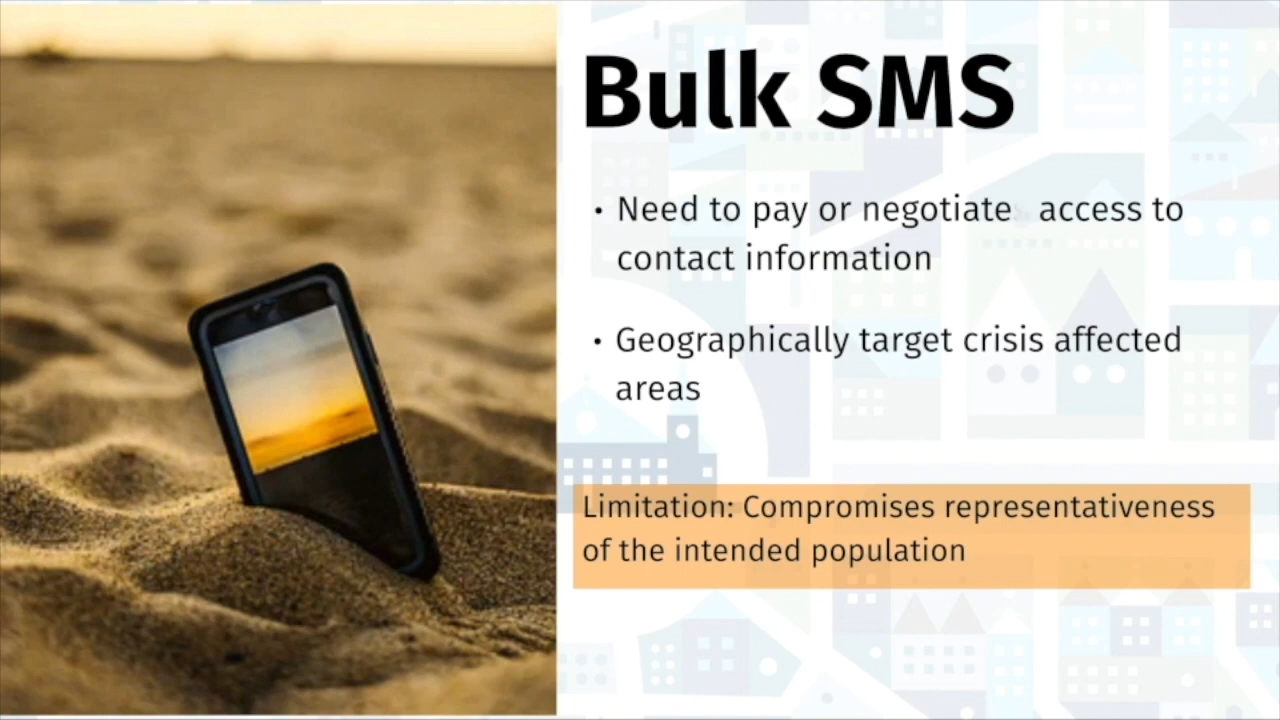 Bulk SMS
• Need to pay or negotiate access to
contact information
• Geographically target crisis affected
areas
Limitation: Compromises representativeness
of the intended population